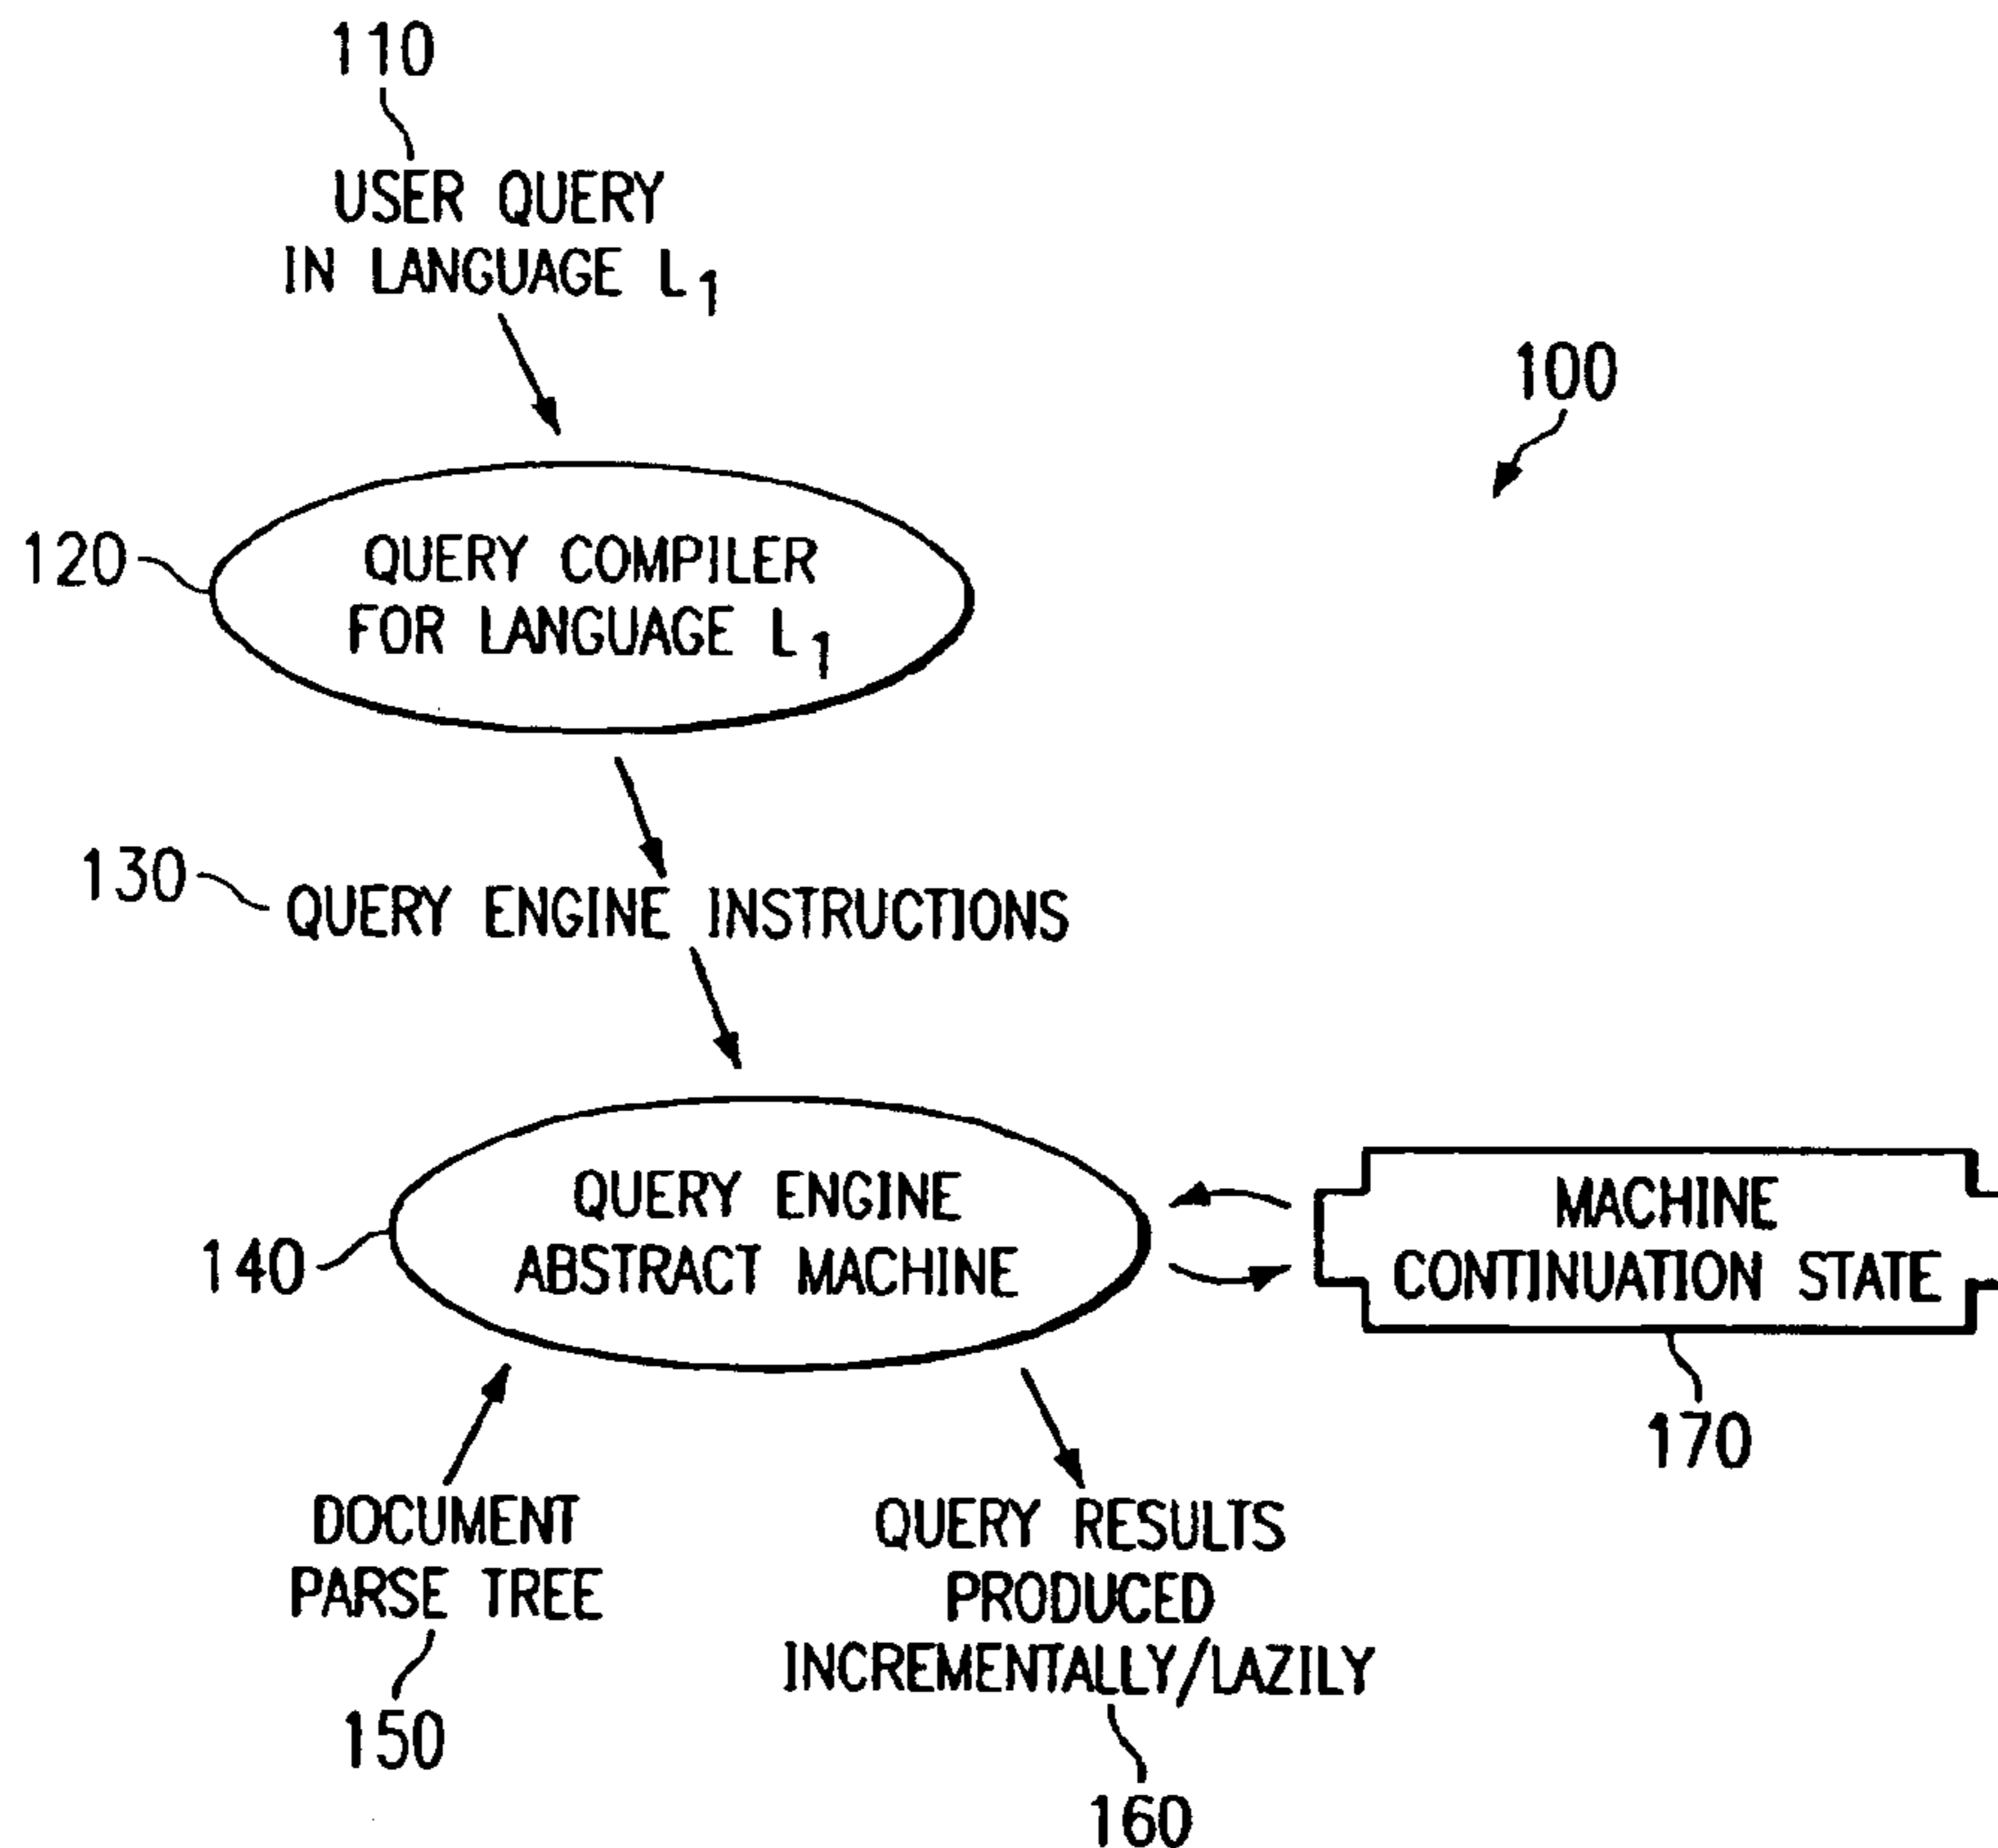 110
USER QUERY
IN LANGUAGE L1
100
120
QUERY COMPILER
FOR LANGUAGE L1
130
QUERY ENGINE INSTRUCTIONS
140
QUERY ENGINE
ABSTRACT MACHINE
MACHINE
CONTINUATION STATE
170
DOCUMENT
PARSE TREE
150
QUERY RESULTS
PRODUCED
INCREMENTALLY/LAZILY
160